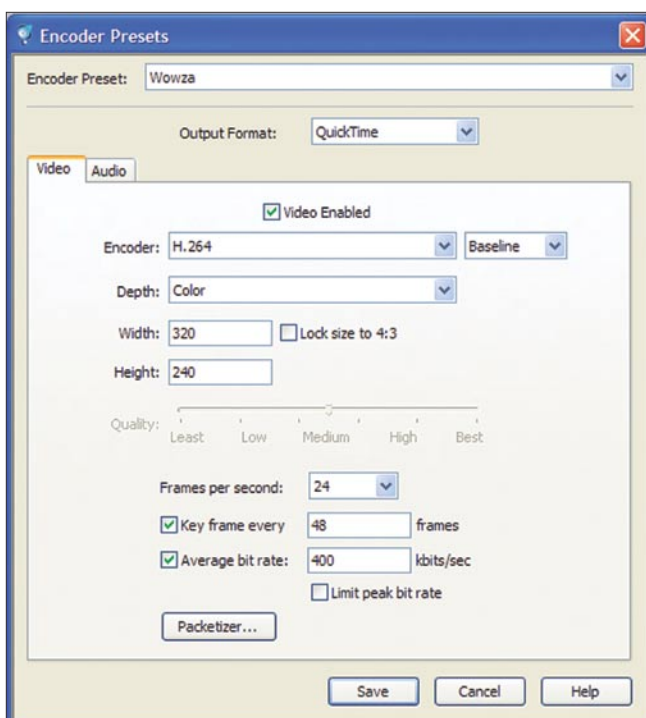 Encoder Presets
Encoder Preset: Wowza
Output Format: QuickTime
Video Audio
Video Enabled
Encoder: H.264 Baseline
Depth: Color
Width: 320 Lock size to 4:3
Height: 240
Quality:
Least Low Medium High Best
Frames per second: 24
Key frame every 48 frames
Average bit rate: 400 kbits/sec
Limit peak bit rate
Packetizer...
Save Cancel Help